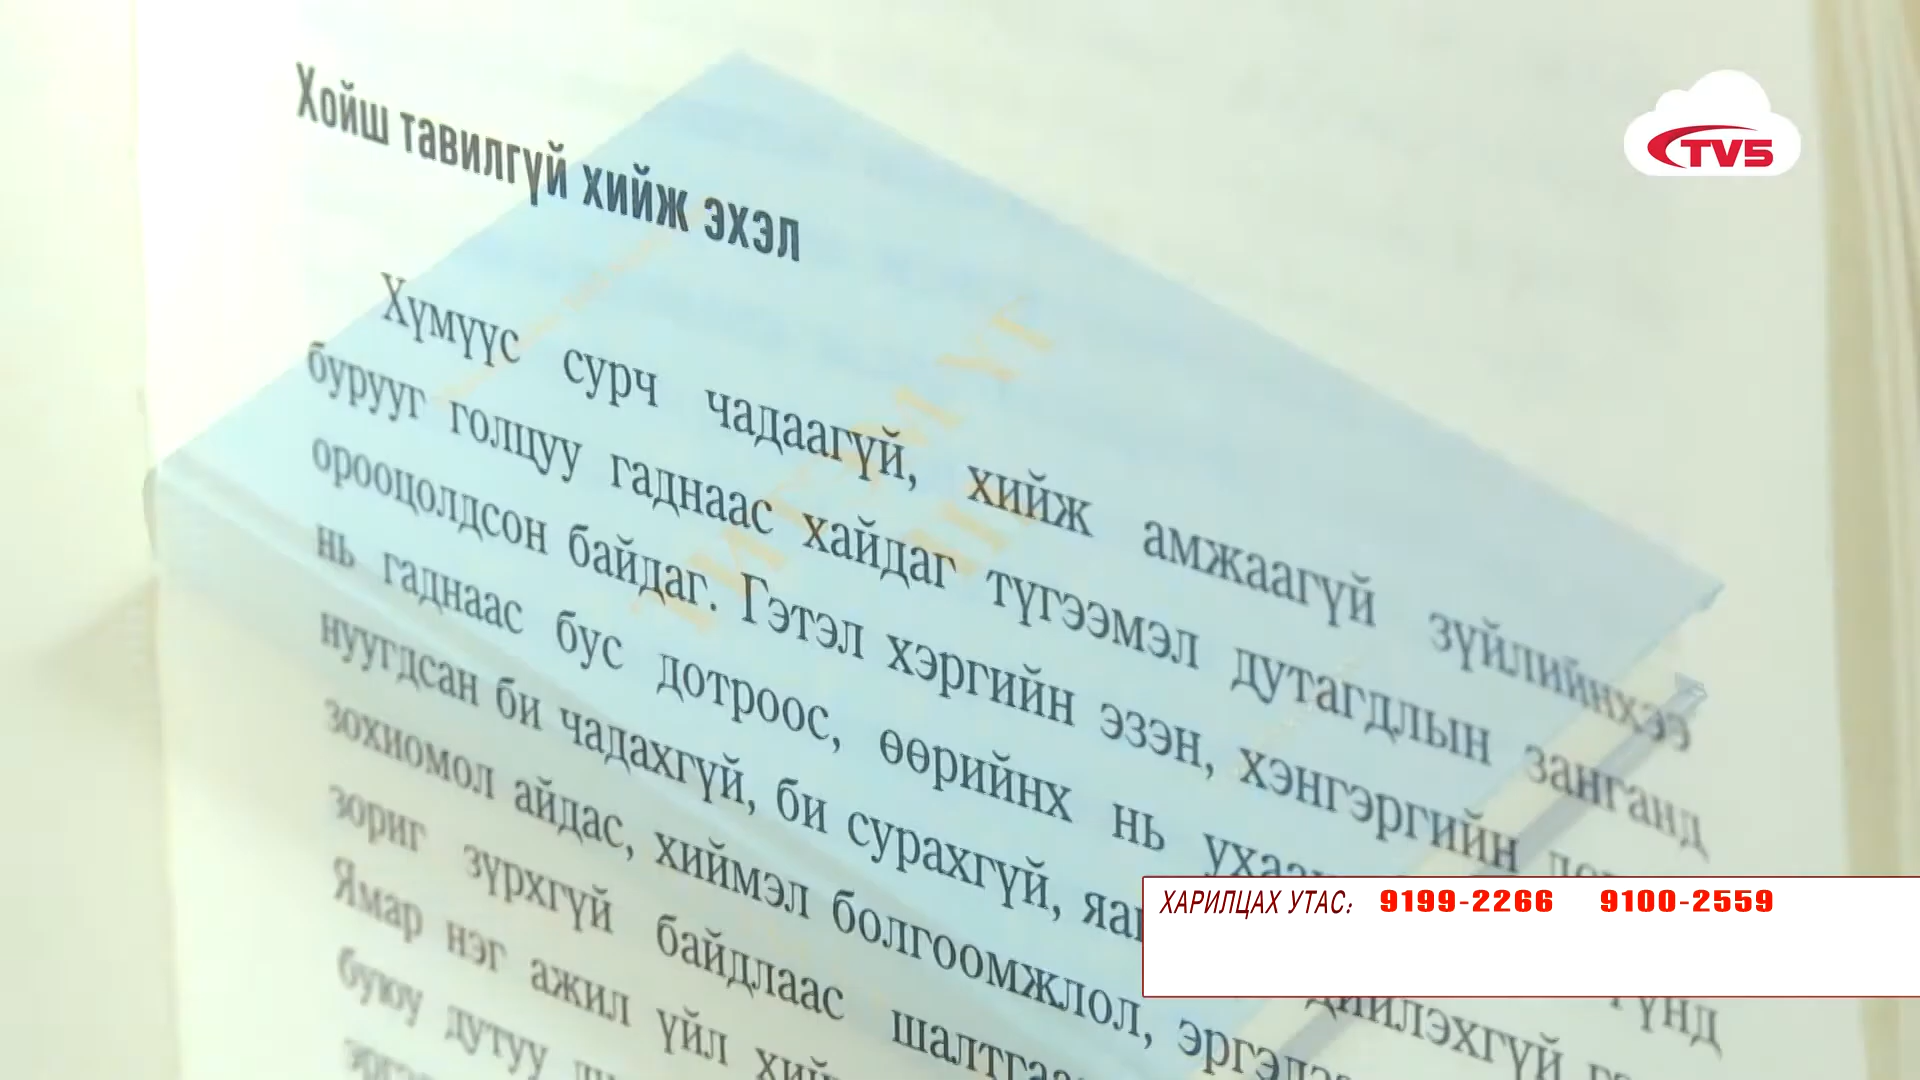 TV5
Хойш тавилгүй хийж эхэл
Хүмүүс сурч чадаагүй, хийж амжаагүй зүйлийнхээ
бурууг голцуу гаднаас хайдаг түгээмэл дутагдлын занганд
орооцолдсон байдаг. Гэтэл хэргийн эзэн, хэнгэргийн
нь гаднаас бус дотроос, өөрийнх нь
гүнд
нуугдсан би чадахгүй, би сурахгүй,
дийлэхгүй
зохиомол айдас, хиймэл болгоомжлол,
зориг зүрхгүй байдлаас
Ямар нэг ажил үйл
буюу дутуу
ХАРИЛЦАХ УТАС: 9199-2266 9100-2559